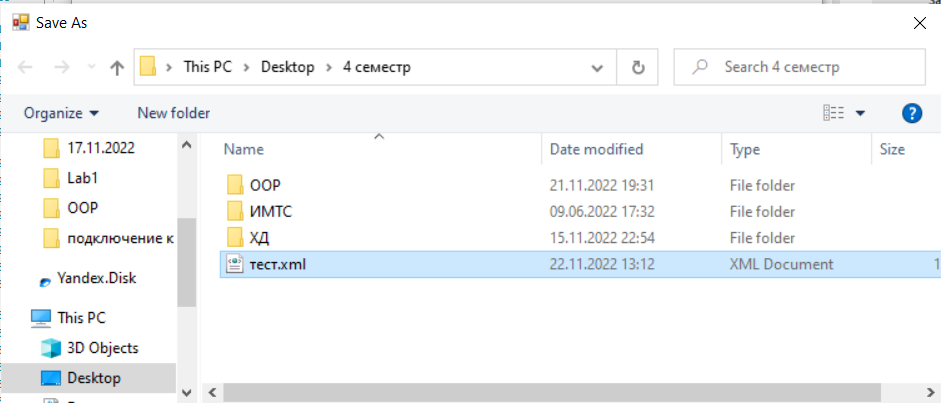 Save As
This PC > Desktop > 4 семестр
Search 4 семестр
Organize
New folder
17.11.2022
Lab1
OOP
подключение к
Yandex.Disk
This PC
3D Objects
Desktop
Name Date modified Type Size
OOP 21.11.2022 19:31 File folder
ИМТС 09.06.2022 17:32 File folder
ХД 15.11.2022 22:54 File folder
тест.xml 22.11.2022 13:12 XML Document 1